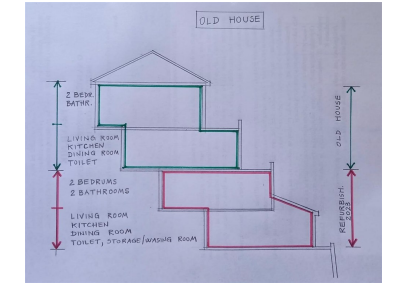 OLD HOUSE
2 BEDR.
BATHR.
LIVING ROOM
KITCHEN
DINING ROOM
TOILET
2 BEDRUMS
2 BATHROOMS
LIVING ROOM
KITCHEN
DINING ROOM
TOILET, STORAGE/WASING ROOM
OLD HOUSE
REFURBISH.
2023